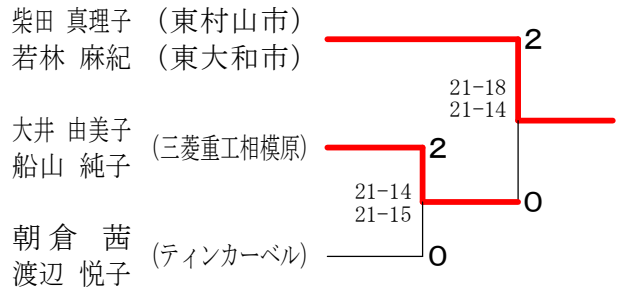 柴田 真理子 （東村山市）
若林 麻紀 （東大和市）
2
21-18
21-14
大井 由美子
船山 純子
(三菱重工相模原)
2
21-14
21-15
0
朝倉 茜
渡辺 悦子
(ティンカーベル)
0